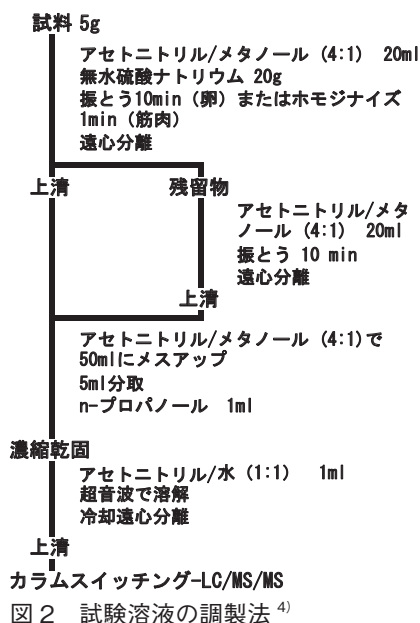 試料 5g
アセトニトリル/メタノール (4:1) 20ml
無水硫酸ナトリウム 20g
振とう10min（卵）またはホモジナイズ
1min（筋肉）
遠心分離
上清
残留物
アセトニトリル/メタ
ノール (4:1) 20ml
振とう 10 min
遠心分離
上清
アセトニトリル/メタノール (4:1)で
50mlにメスアップ
5ml分取
n-プロパノール 1ml
濃縮乾固
アセトニトリル/水 (1:1) 1ml
超音波で溶解
冷却遠心分離
上清
カラムスイッチング-LC/MS/MS
図２ 試験溶液の調製法 4)